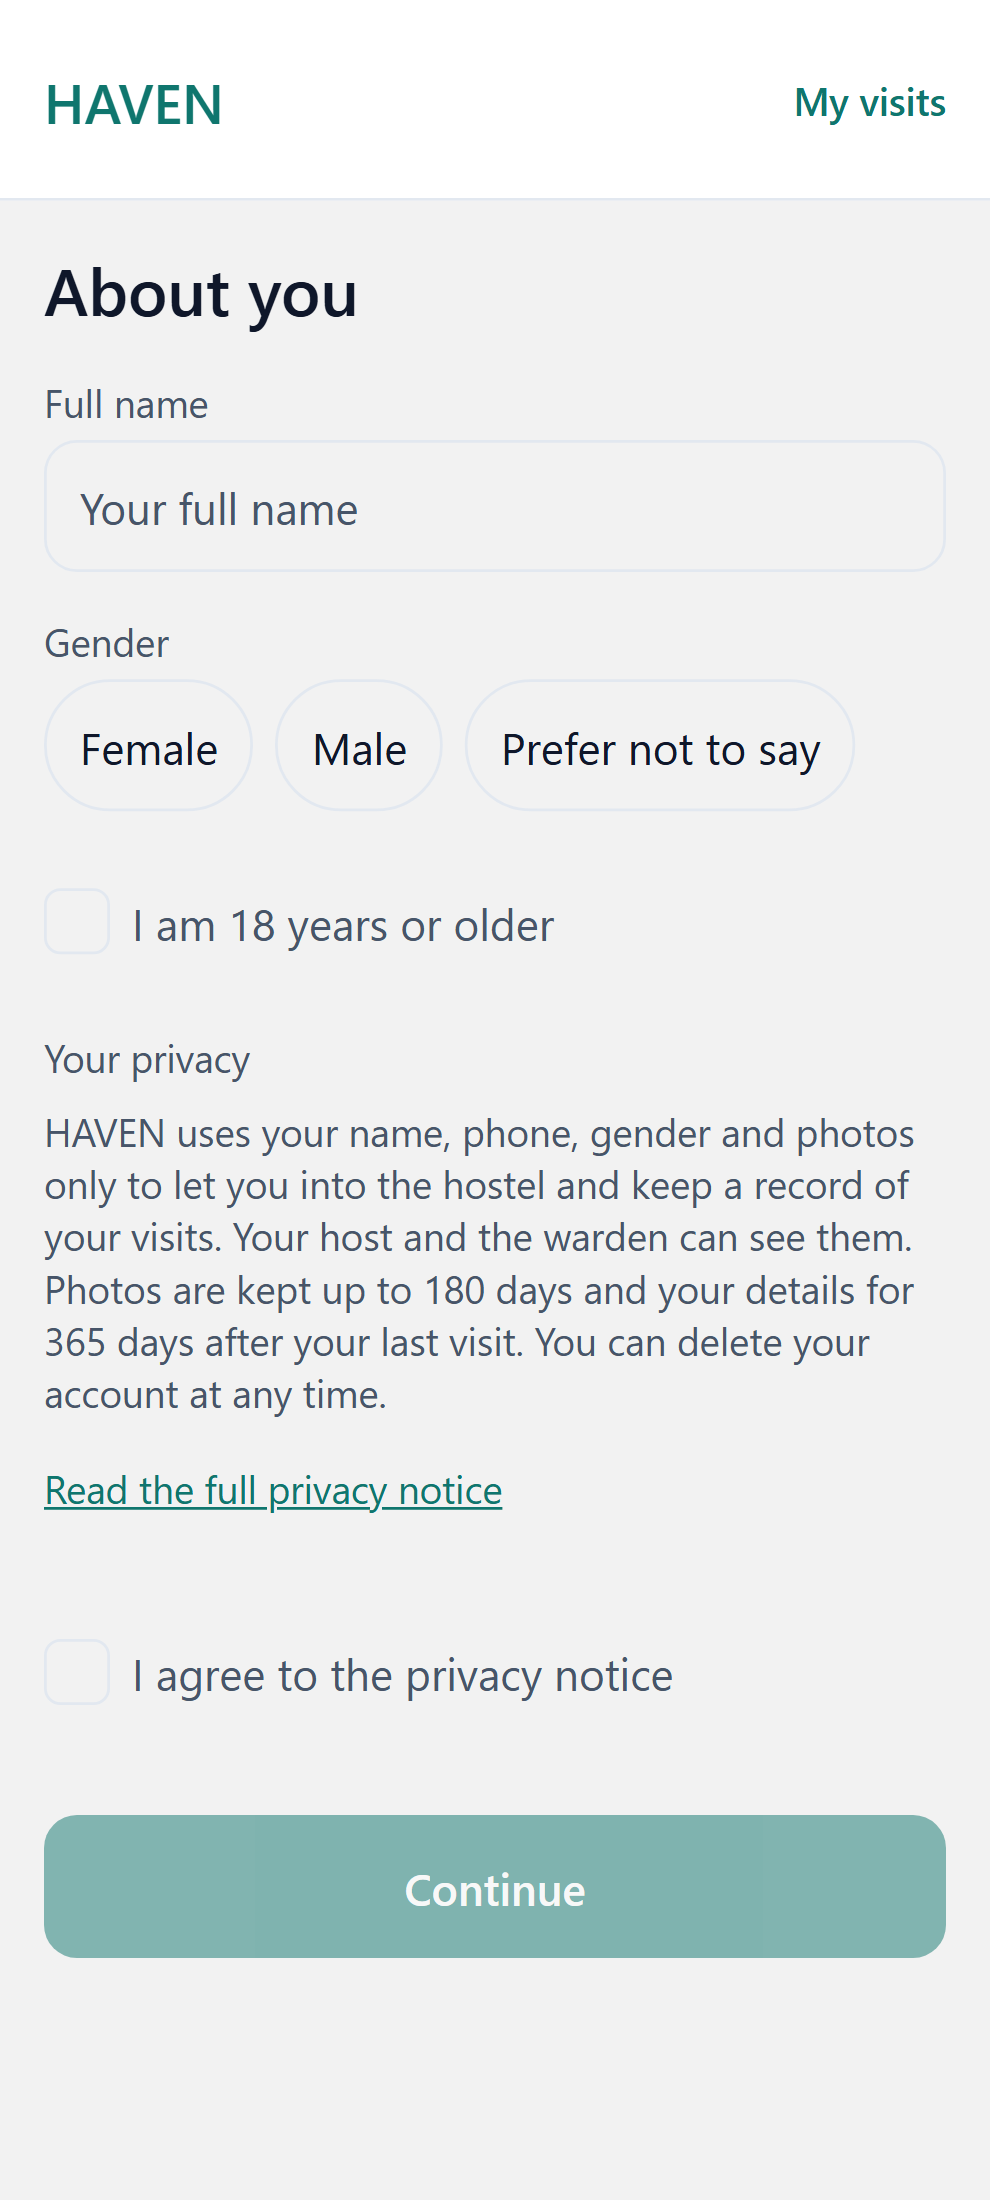 HAVEN
My visits
About you
Full name
Your full name
Gender
Female
Male
Prefer not to say
I am 18 years or older
Your privacy
HAVEN uses your name, phone, gender and photos
only to let you into the hostel and keep a record of
your visits. Your host and the warden can see them.
Photos are kept up to 180 days and your details for
365 days after your last visit. You can delete your
account at any time.
Read the full privacy notice
I agree to the privacy notice
Continue